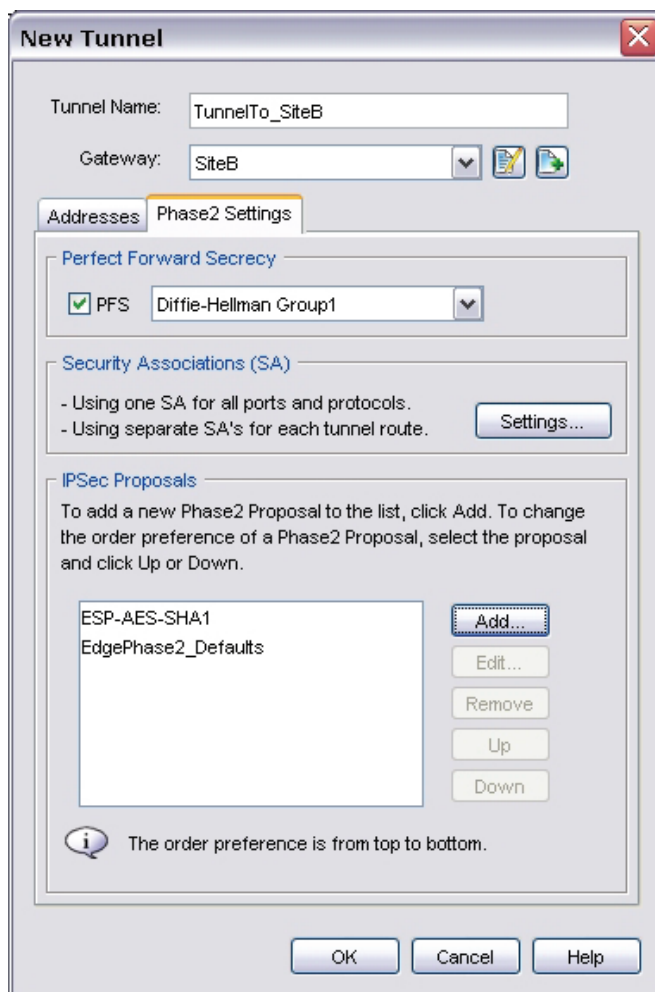 New Tunnel
Tunnel Name: TunnelTo_SiteB
Gateway: SiteB
Addresses Phase2 Settings
Perfect Forward Secrecy
PFS Diffie-Hellman Group1
Security Associations (SA)
- Using one SA for all ports and protocols.
- Using separate SA's for each tunnel route.
Settings...
IPSec Proposals
To add a new Phase2 Proposal to the list, click Add. To change
the order preference of a Phase2 Proposal, select the proposal
and click Up or Down.
ESP-AES-SHA1
EdgePhase2_Defaults
Add...
Edit...
Remove
Up
Down
The order preference is from top to bottom.
OK Cancel Help